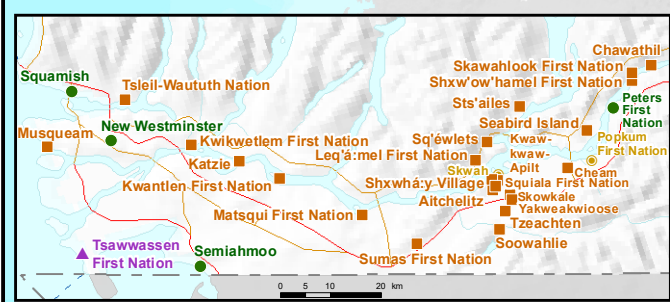 Chawathil
Skawahlook First Nation
Shxw'ow'hamel First Nation
Squamish
Tsleil-Waututh Nation
Sts'ailes
Peters
First
Nation
Seabird Island
Musqueam
New Westminster
Kwikwetlem First Nation
Sq'éwlets
Kwaw-
kwaw-
Apilt
Popkum
First Nation
Leq'á:mel First Nation
Katzie
Skwah
Cheam
Kwantlen First Nation
Shxwhá:y Village
Squiala First Nation
Aitchelitz
Skowkale
Yakweakwioose
Matsqui First Nation
Tzeachten
Tsawwassen
First Nation
Semiahmoo
Soowahlie
Sumas First Nation
0 5 10 20 km